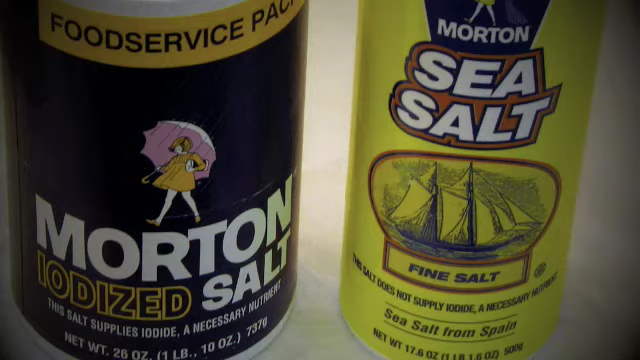 FOODSERVICE PAC
MORTON
IODIZED SALT
THIS SALT SUPPLIES IODIDE, A NECESSARY NUTRIENT
NET WT. 26 OZ. (1 LB., 10 OZ.) 737g
MORTON
SEA
SALT
FINE SALT
THIS SALT DOES NOT SUPPLY IODIDE, A NECESSARY NUTRIENT
Sea Salt from Spain
NET WT 17.6 OZ (1 LB 1.6 OZ) 500g